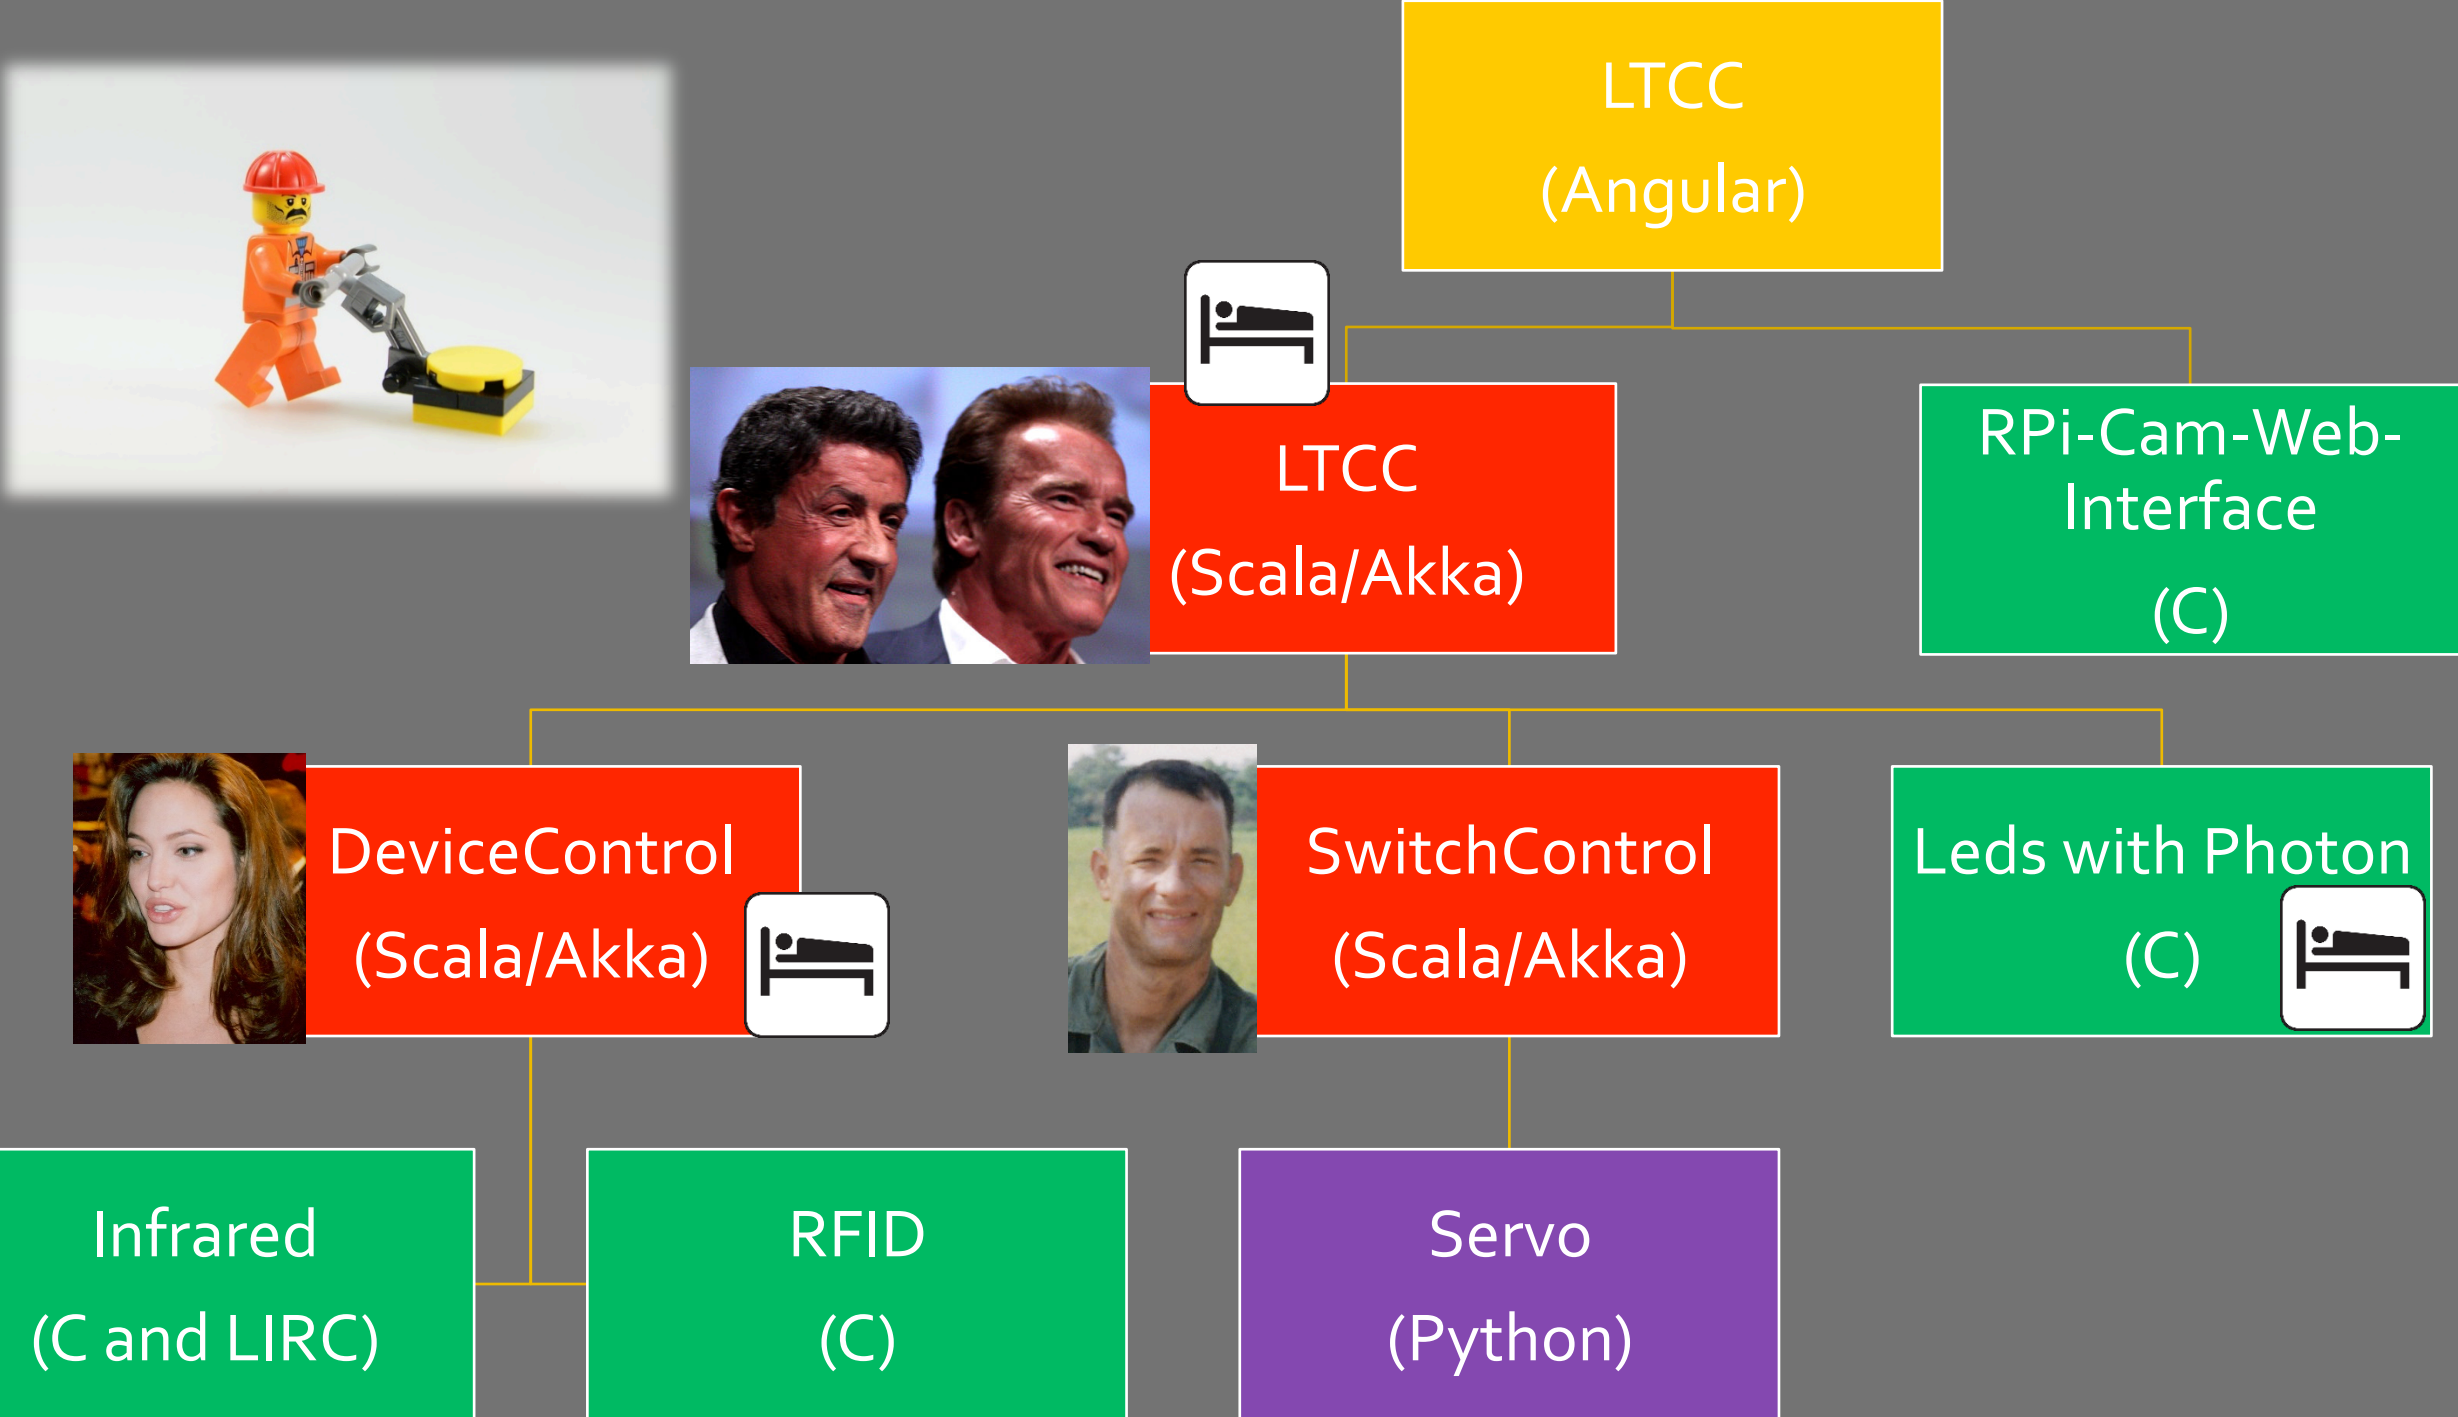 LTCC
(Angular)
LTCC
(Scala/Akka)
RPi-Cam-Web-
Interface
(C)
DeviceControl
(Scala/Akka)
SwitchControl
(Scala/Akka)
Leds with Photon
(C)
Infrared
(C and LIRC)
RFID
(C)
Servo
(Python)